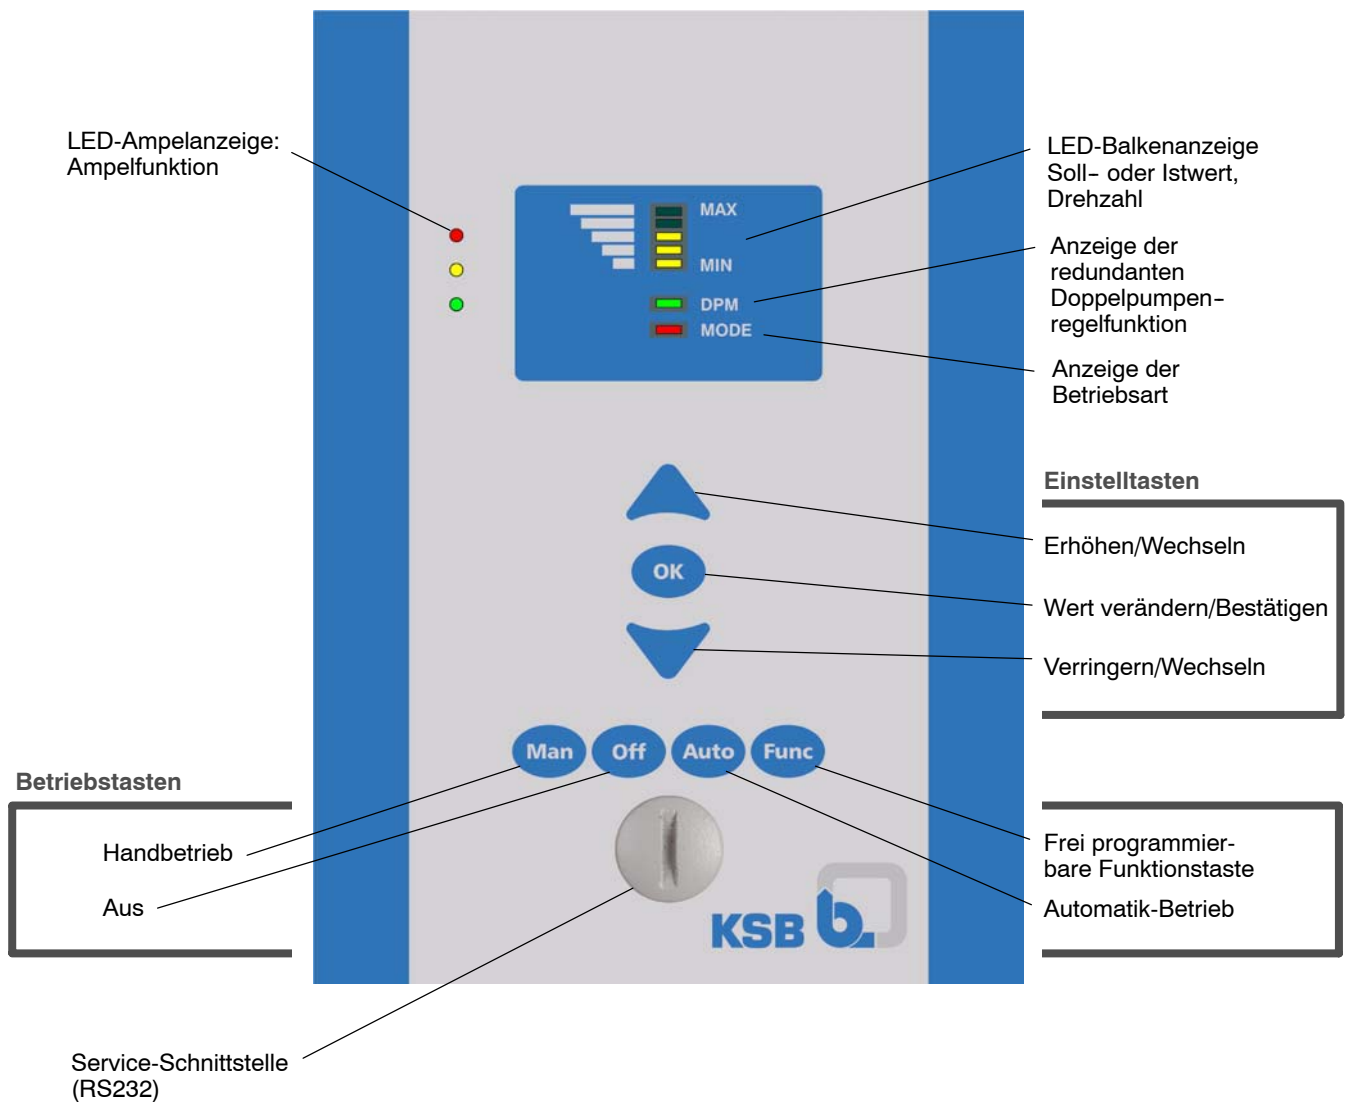 LED-Ampelanzeige:
Ampelfunktion
MAX
MIN
DPM
MODE
LED-Balkenanzeige
Soll- oder Istwert,
Drehzahl
Anzeige der
redundanten
Doppelpumpen-
regelfunktion
Anzeige der
Betriebsart
Einstelltasten
Erhöhen/Wechseln
OK
Wert verändern/Bestätigen
Verringern/Wechseln
Man
Off
Auto
Func
Betriebstasten
Handbetrieb
Aus
Frei programmier-
bare Funktionstaste
Automatik-Betrieb
KSB b
Service-Schnittstelle
(RS232)